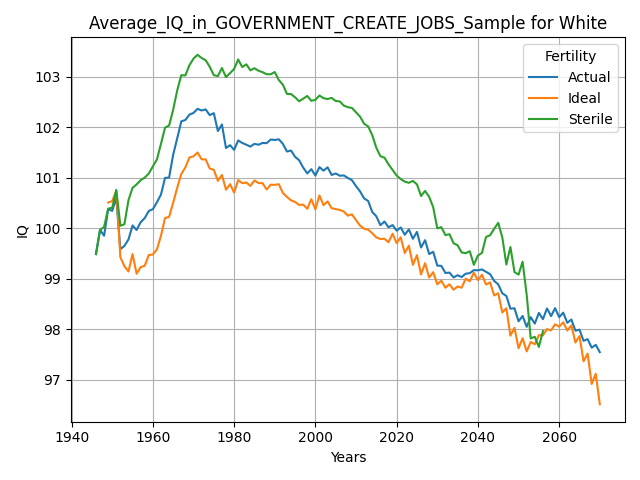 Average_IQ_in_GOVERNMENT_CREATE_JOBS_Sample for White
Fertility
Actual
Ideal
Sterile
IQ
103
102
101
100
99
98
97
1940
1960
1980
2000
2020
2040
2060
Years